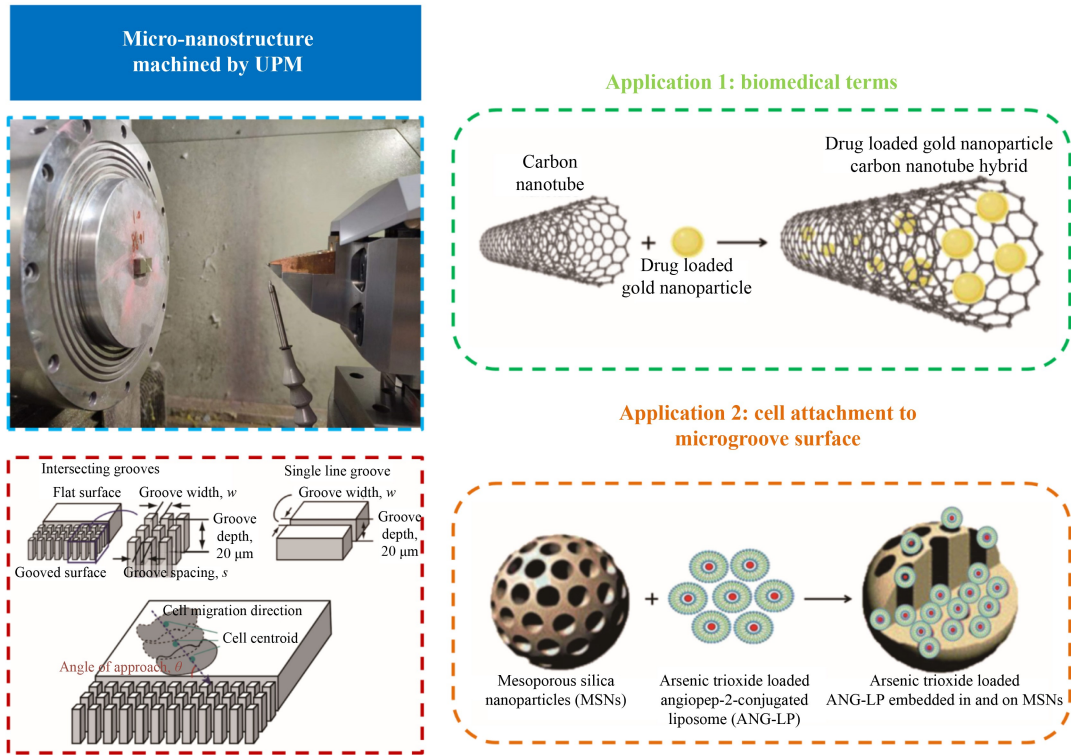 Micro-nanostructure
machined by UPM
Intersecting grooves
Flat surface
Groove width, w
Groove
depth,
20 μm
Gooved surface
Groove spacing, s
Single line groove
Groove width, w
Groove
depth,
20 μm
Cell migration direction
Cell centroid
Angle of approach, θ
Application 1: biomedical terms
Carbon
nanotube
+
Drug loaded
gold nanoparticle
Drug loaded gold nanoparticle
carbon nanotube hybrid
Application 2: cell attachment to
microgroove surface
+
Mesoporous silica
nanoparticles (MSNs)
Arsenic trioxide loaded
angiopep-2-conjugated
liposome (ANG-LP)
Arsenic trioxide loaded
ANG-LP embedded in and on MSNs